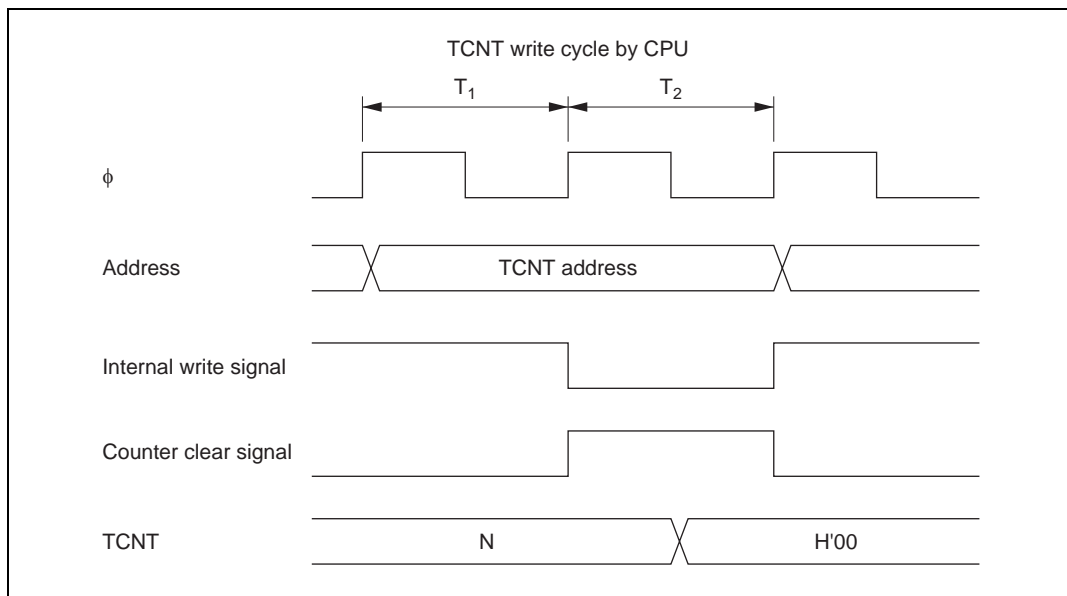 TCNT write cycle by CPU
T1 T2
ϕ
Address TCNT address
Internal write signal
Counter clear signal
TCNT N H'00